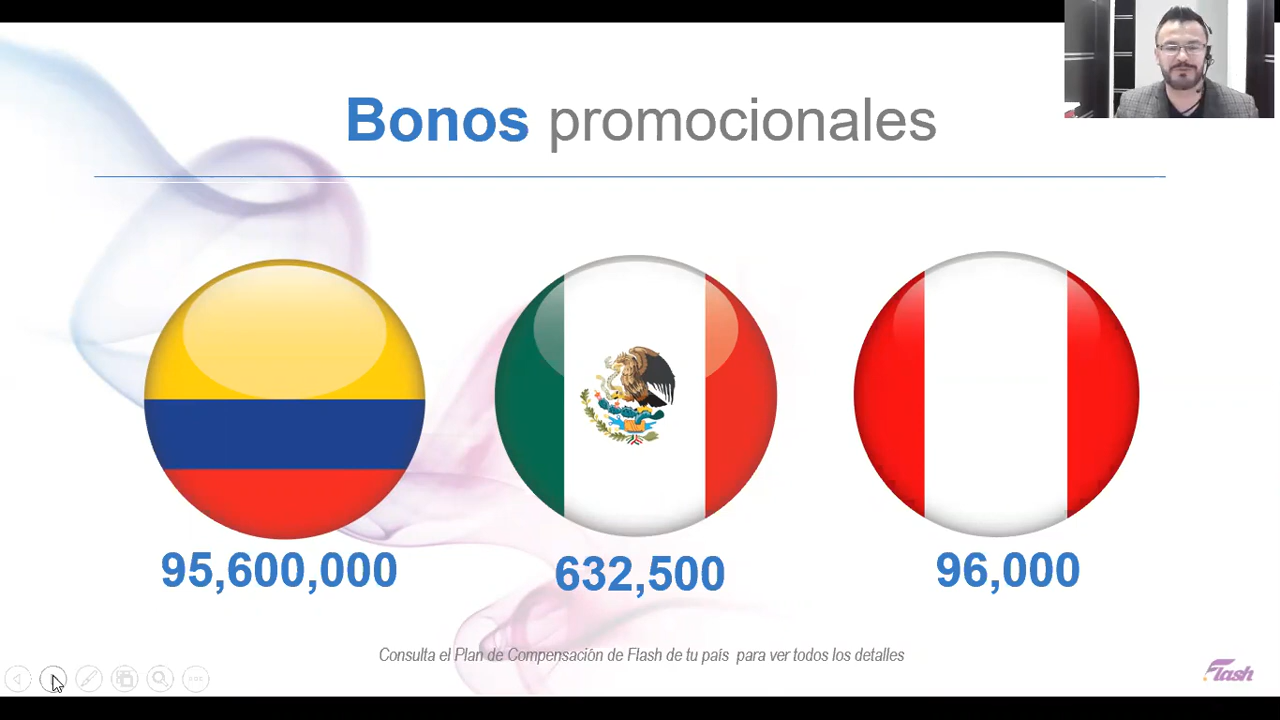 Bonos promocionales
95,600,000
632,500
96,000
Consulta el Plan de Compensación de Flash de tu país para ver todos los detalles
Flash